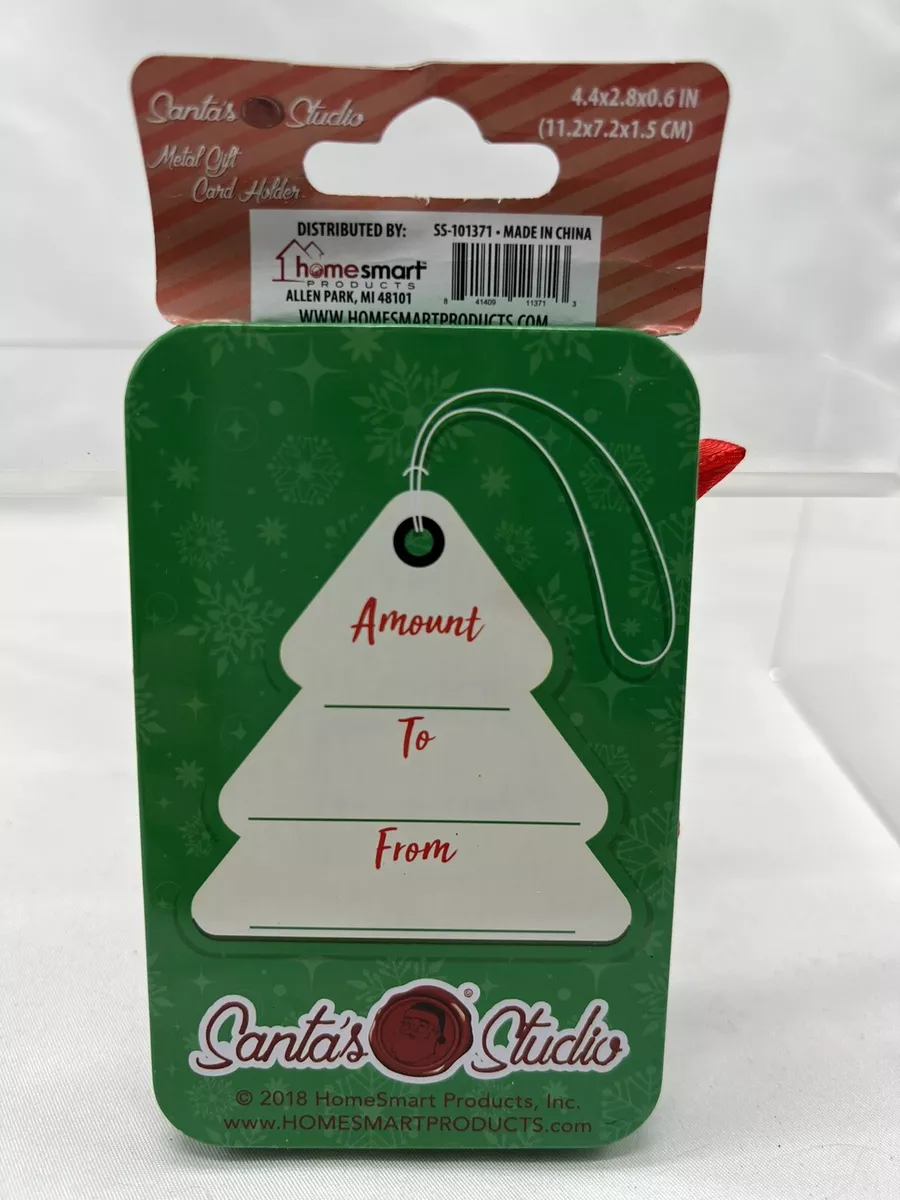 Santa's Studio
Metal Gift
Card Holder
4.4x2.8x0.6 IN
(11.2x7.2x1.5 CM)
DISTRIBUTED BY:
SS-101371 • MADE IN CHINA
homesmart™
PRODUCTS
ALLEN PARK, MI 48101
8 41409 11371 3
WWW.HOMESMARTPRODUCTS.COM
Amount
To
From
Santa's Studio ©
© 2018 HomeSmart Products, Inc.
www.HOMESMARTPRODUCTS.com